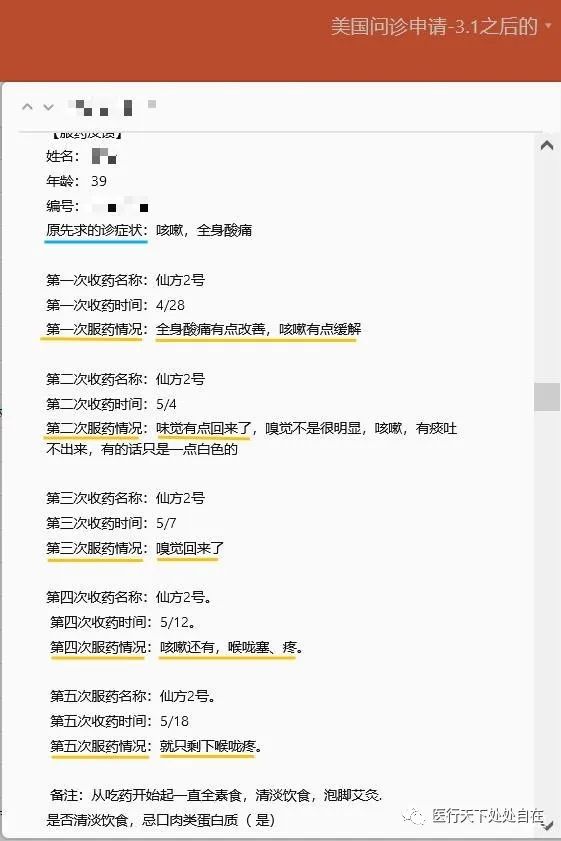 美国问诊申请-3.1之后的
【服药反馈】
姓名：
年龄： 39
编号：
原先求的诊症状：咳嗽，全身酸痛
第一次收药名称：仙方2号
第一次收药时间：4/28
第一次服药情况：全身酸痛有点改善，咳嗽有点缓解
第二次收药名称：仙方2号
第二次收药时间：5/4
第二次服药情况：味觉有点回来了，嗅觉不是很明显，咳嗽，有痰吐
不出来，有的话只是一点白色的
第三次收药名称：仙方2号
第三次收药时间：5/7
第三次服药情况：嗅觉回来了
第四次收药名称：仙方2号。
第四次收药时间：5/12。
第四次服药情况：咳嗽还有，喉咙塞、疼。
第五次服药名称：仙方2号。
第五次收药时间：5/18
第五次服药情况：就只剩下喉咙疼。
备注：从吃药开始起一直全素食，清淡饮食，泡脚艾灸.
是否清淡饮食，忌口肉类蛋白质（ 是）
医行天下处处自在